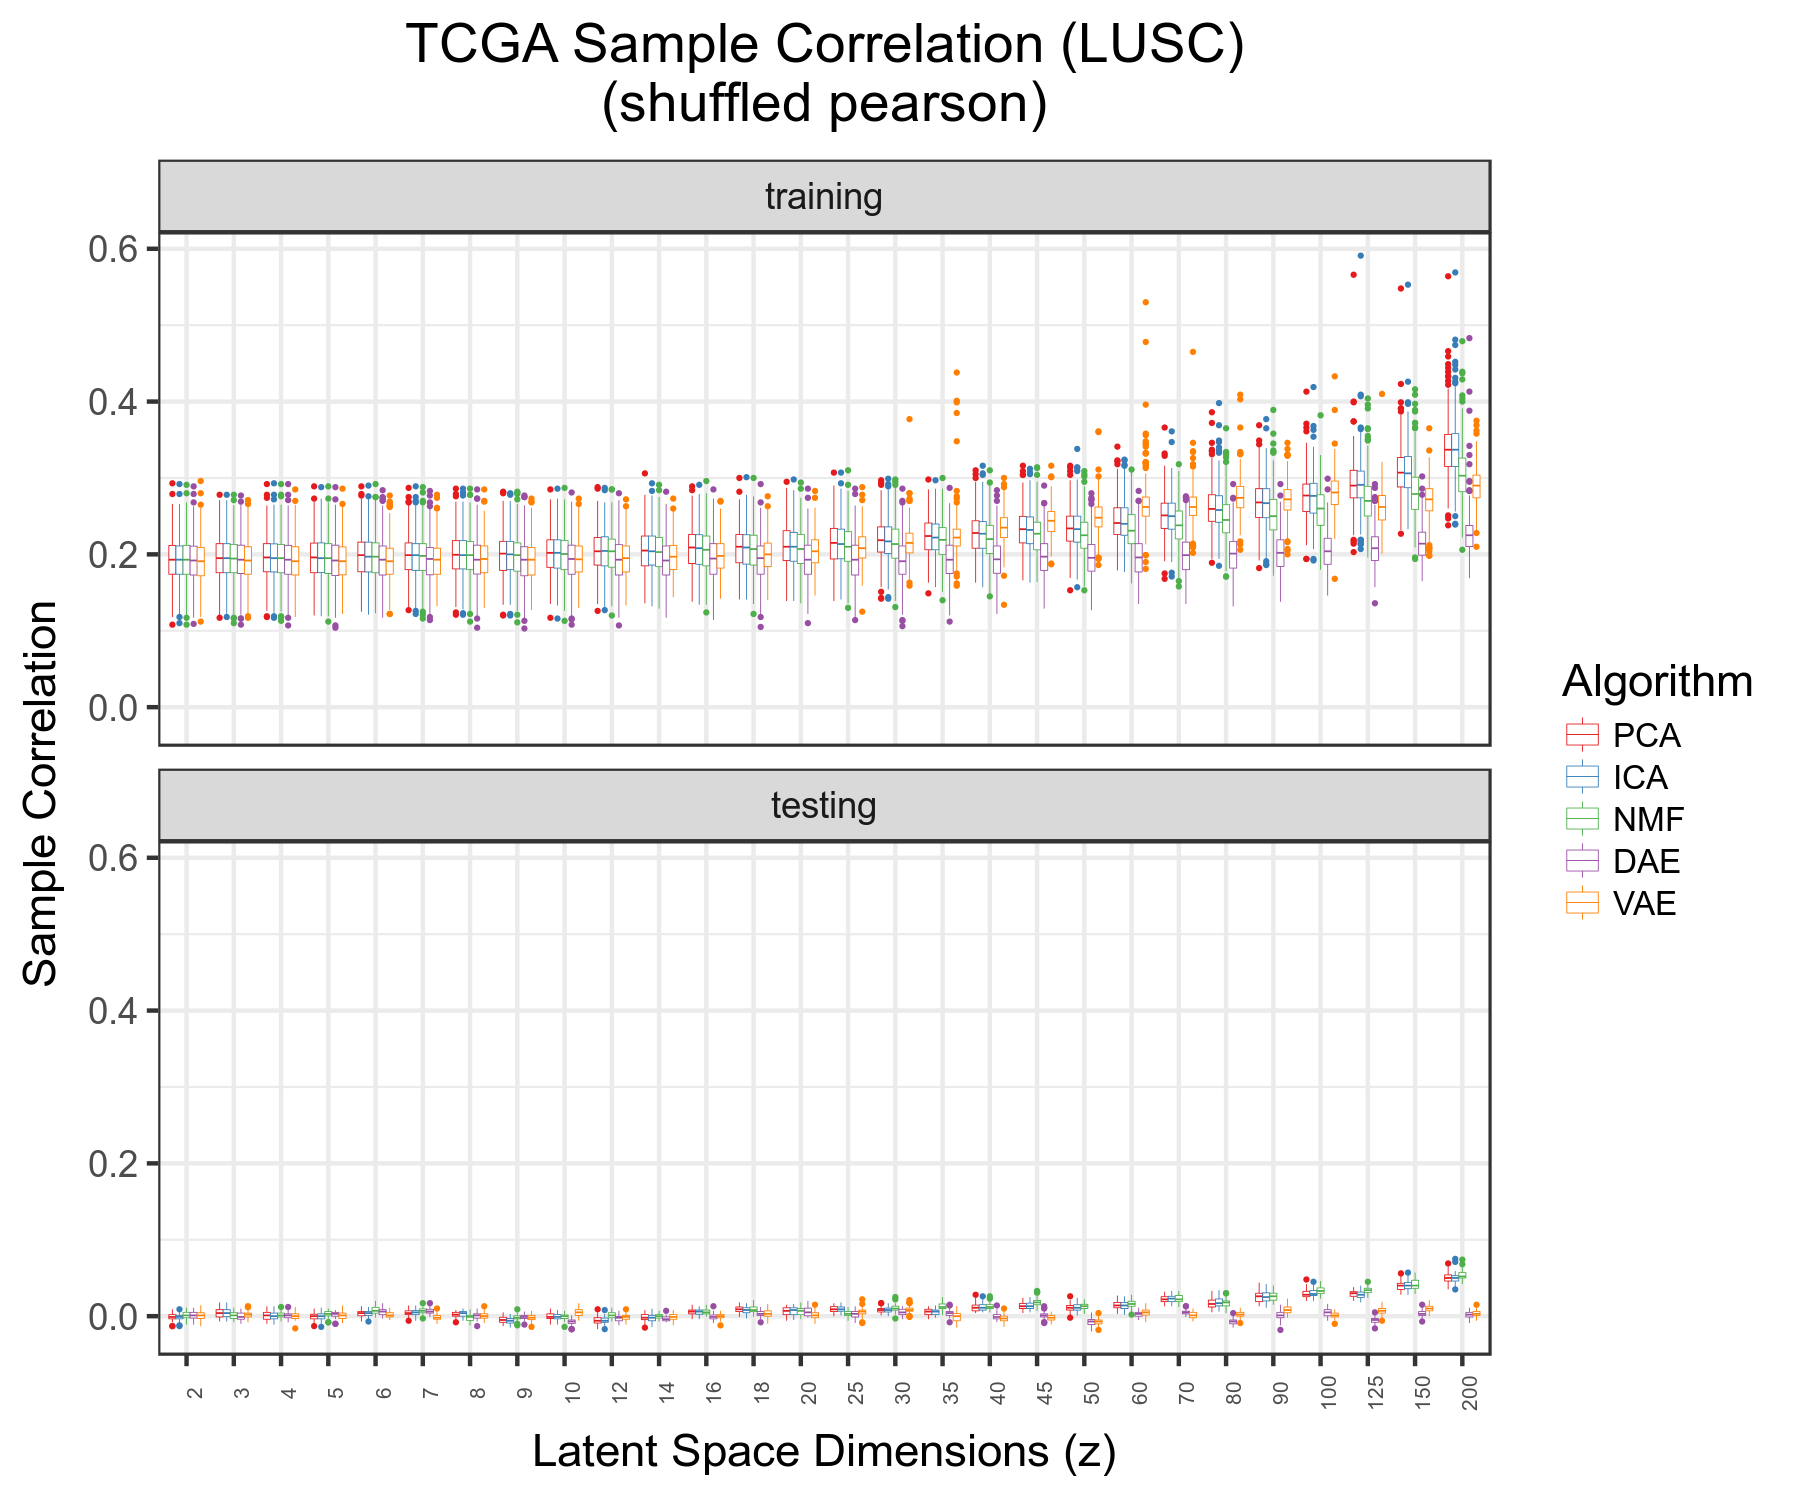 TCGA Sample Correlation (LUSC)
(shuffled pearson)
training
0.6
0.4
0.2
0.0
testing
0.6
0.4
0.2
0.0
Sample Correlation
2 3 4 5 6 7 8 9 10 12 14 16 18 20 25 30 35 40 45 50 60 70 80 90 100 125 150 200
Latent Space Dimensions (z)
Algorithm
PCA
ICA
NMF
DAE
VAE